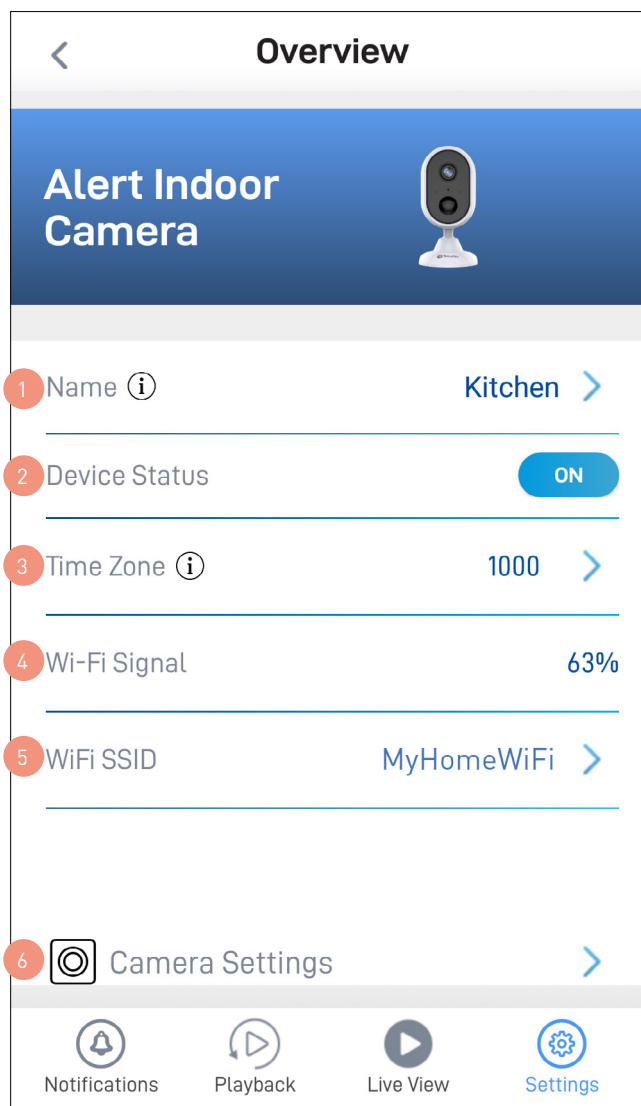 Overview
Alert Indoor
Camera
1 Name i Kitchen
2 Device Status ON
3 Time Zone i 1000
4 Wi-Fi Signal 63%
5 WiFi SSID MyHomeWiFi
6 Camera Settings
Notifications Playback Live View Settings